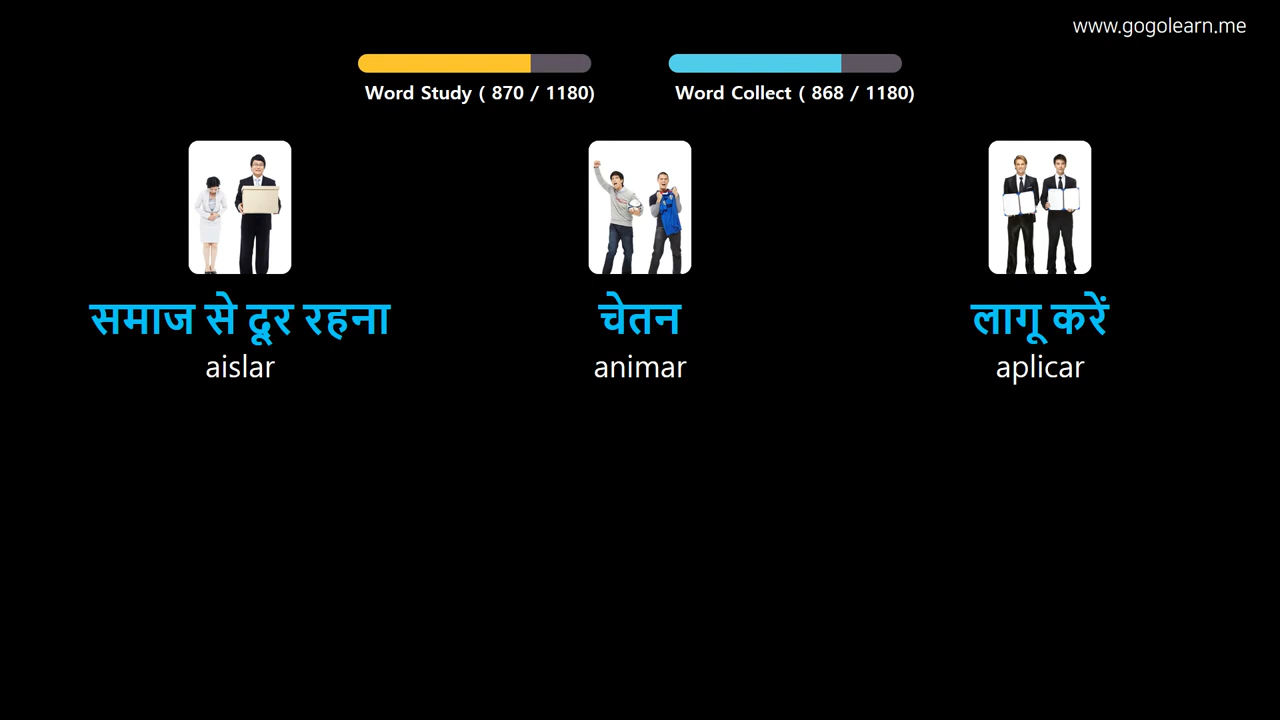 www.gogolearn.me
Word Study ( 870 / 1180)
Word Collect ( 868 / 1180)
समाज से दूर रहना
aislar
चेतन
animar
लागू करें
aplicar